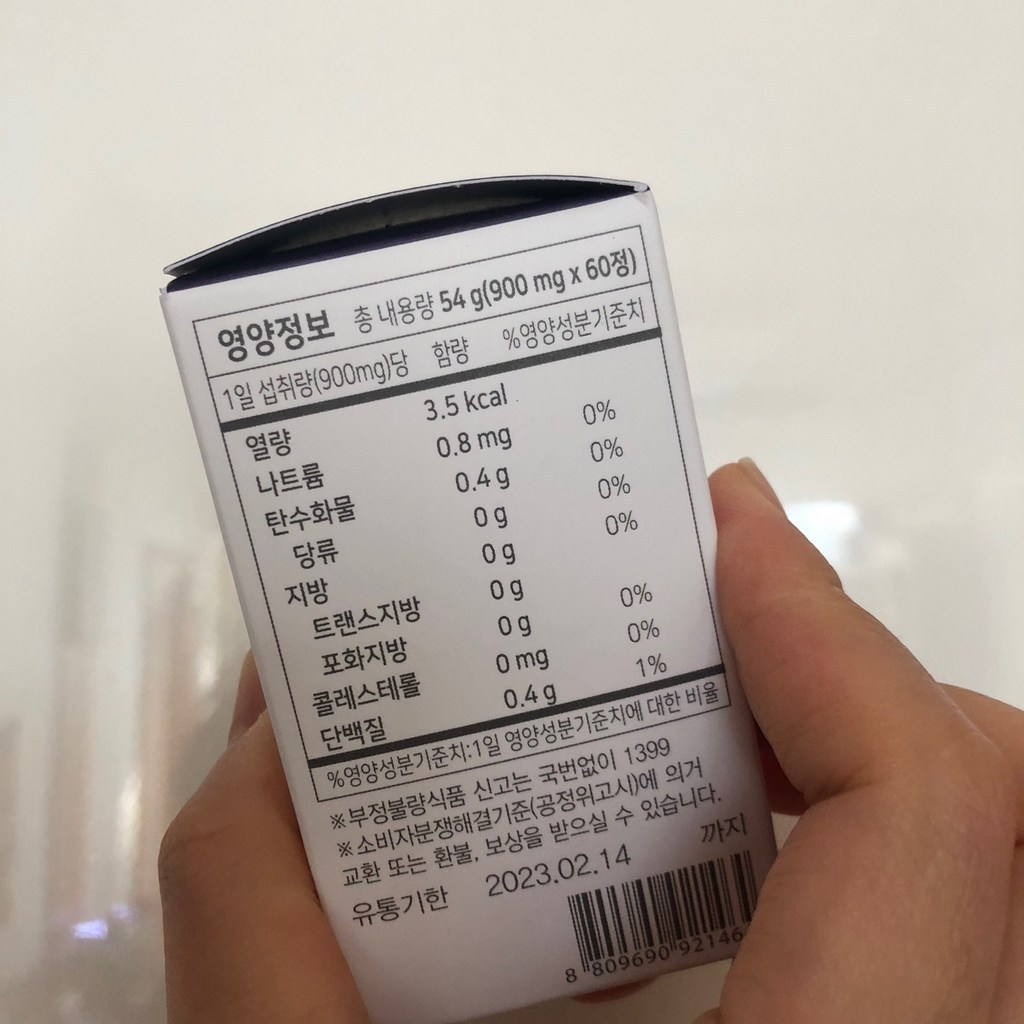 영양정보 총 내용량 54 g(900 mg x 60정)
1일 섭취량(900mg)당 함량 %영양성분기준치
열량 3.5 kcal
나트륨 0.8 mg 0%
탄수화물 0.4 g 0%
당류 0 g 0%
지방 0 g 0%
트랜스지방 0 g
포화지방 0 g 0%
콜레스테롤 0 mg 0%
단백질 0.4 g 1%
%영양성분기준치:1일 영양성분기준치에 대한 비율
※부정불량식품 신고는 국번없이 1399
※소비자분쟁해결기준(공정위고시)에 의거
교환 또는 환불, 보상을 받으실 수 있습니다.
유통기한 2023.02.14 까지
8 809690 92146